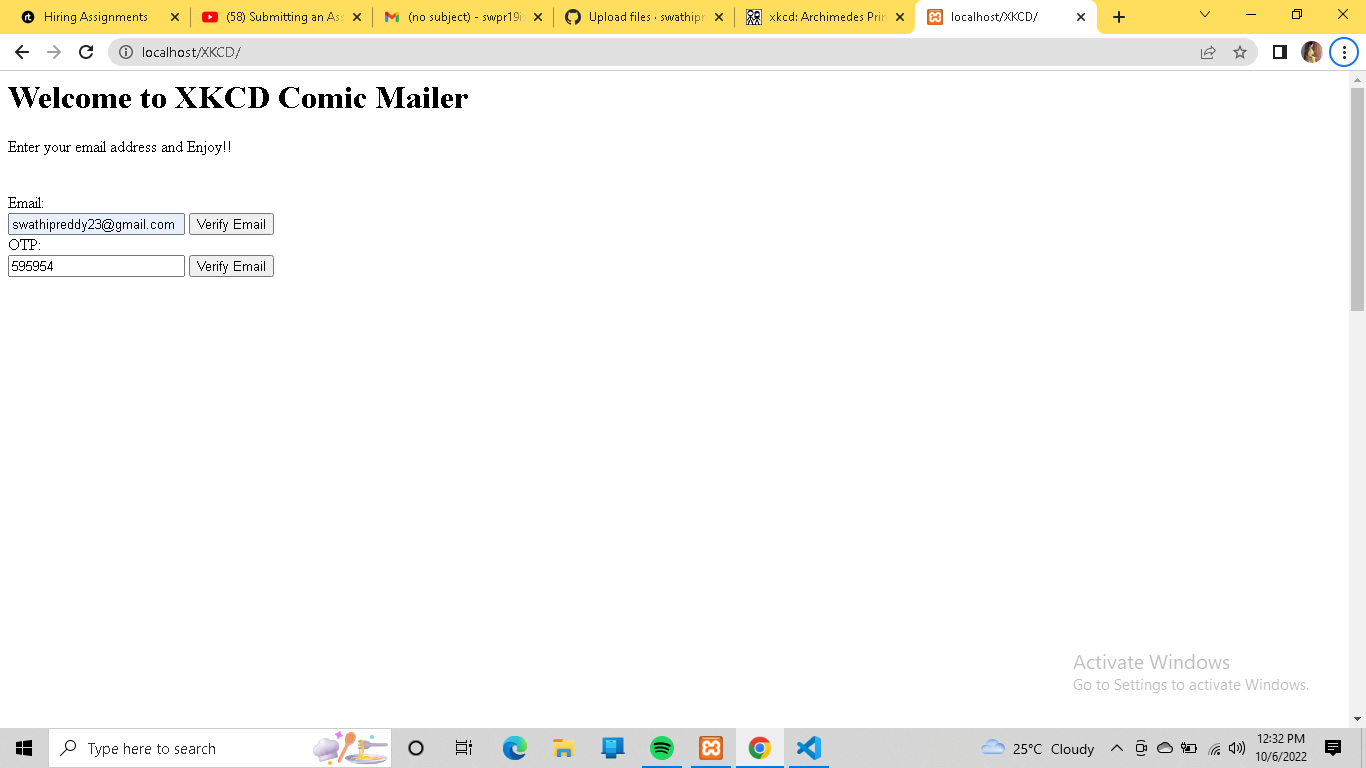 Hiring Assignments
(58) Submitting an Ass
(no subject) - swpr19i
Upload files · swathipr
xkcd: Archimedes Prin
localhost/XKCD/
localhost/XKCD/
Welcome to XKCD Comic Mailer
Enter your email address and Enjoy!!
Email:
swathipreddy23@gmail.com Verify Email
OTP:
595954 Verify Email
Activate Windows
Go to Settings to activate Windows.
Type here to search
25°C Cloudy
12:32 PM
10/6/2022